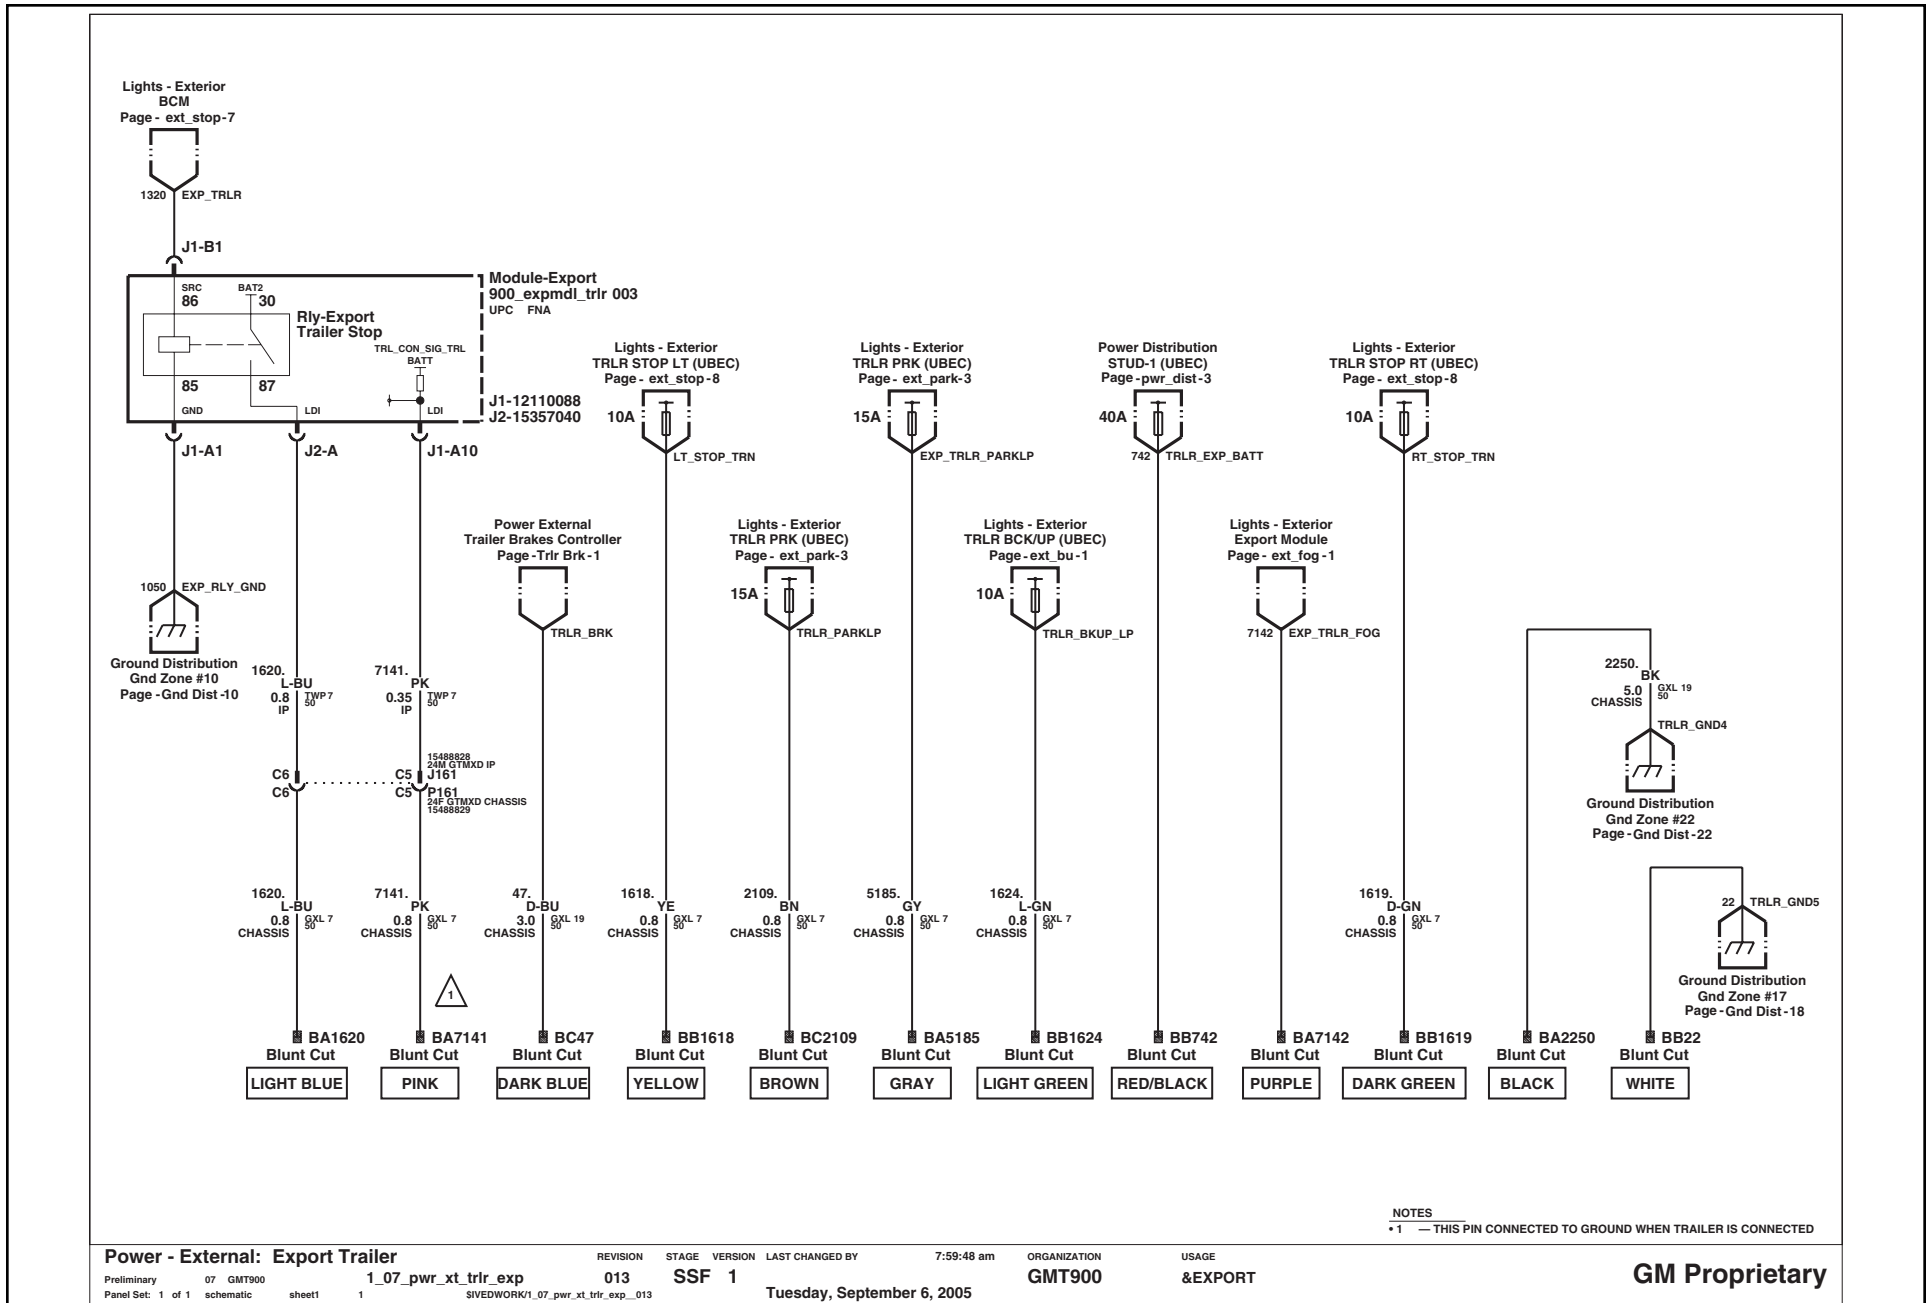 Lights - Exterior
BCM
Page - ext_stop-7
1320 EXP_TRLR
J1-B1
SRC
86
BAT2
30
Rly-Export
Trailer Stop
TRL_CON_SIG_TRL
BATT
85
87
GND
LDI
LDI
Module-Export
900_expmdl_trlr 003
UPC FNA
J1-12110088
J2-15357040
J1-A1
J2-A
J1-A10
Lights - Exterior
TRLR STOP LT (UBEC)
Page - ext_stop-8
10A
LT_STOP_TRN
Lights - Exterior
TRLR PRK (UBEC)
Page - ext_park-3
15A
EXP_TRLR_PARKLP
Power Distribution
STUD-1 (UBEC)
Page -pwr_dist-3
40A
742 TRLR_EXP_BATT
Lights - Exterior
TRLR STOP RT (UBEC)
Page - ext_stop-8
10A
RT_STOP_TRN
Power External
Trailer Brakes Controller
Page -Trlr Brk-1
TRLR_BRK
Lights - Exterior
TRLR PRK (UBEC)
Page - ext_park-3
15A
TRLR_PARKLP
Lights - Exterior
TRLR BCK/UP (UBEC)
Page - ext_bu-1
10A
TRLR_BKUP_LP
Lights - Exterior
Export Module
Page - ext_fog-1
7142 EXP_TRLR_FOG
1050 EXP_RLY_GND
Ground Distribution
Gnd Zone #10
Page -Gnd Dist-10
1620.
L-BU
0.8 TWP 7
50
IP
7141.
PK
0.35 TWP 7
50
IP
2250.
BK
5.0 GXL 19
50
CHASSIS
TRLR_GND4
Ground Distribution
Gnd Zone #22
Page -Gnd Dist-22
15488828
24M GTMXD IP
C6
C5 J161
C6
C5 P161
24F GTMXD CHASSIS
15488829
1620.
L-BU
0.8 GXL 7
50
CHASSIS
7141.
PK
0.8 GXL 7
50
CHASSIS
47.
D-BU
3.0 GXL 19
50
CHASSIS
1618.
YE
0.8 GXL 7
50
CHASSIS
2109.
BN
0.8 GXL 7
50
CHASSIS
5185.
GY
0.8 GXL 7
50
CHASSIS
1624.
L-GN
0.8 GXL 7
50
CHASSIS
1619.
D-GN
0.8 GXL 7
50
CHASSIS
22 TRLR_GND5
Ground Distribution
Gnd Zone #17
Page -Gnd Dist-18
1
BA1620
Blunt Cut
LIGHT BLUE
BA7141
Blunt Cut
PINK
BC47
Blunt Cut
DARK BLUE
BB1618
Blunt Cut
YELLOW
BC2109
Blunt Cut
BROWN
BA5185
Blunt Cut
GRAY
BB1624
Blunt Cut
LIGHT GREEN
BB742
Blunt Cut
RED/BLACK
BA7142
Blunt Cut
PURPLE
BB1619
Blunt Cut
DARK GREEN
BA2250
Blunt Cut
BLACK
BB22
Blunt Cut
WHITE
NOTES
• 1 — THIS PIN CONNECTED TO GROUND WHEN TRAILER IS CONNECTED
Power - External: Export Trailer
Preliminary 07 GMT900 1_07_pwr_xt_trlr_exp
Panel Set: 1 of 1 schematic sheet1 1 $IVEDWORK/1_07_pwr_xt_trlr_exp__013
REVISION
013
STAGE
SSF
VERSION
1
LAST CHANGED BY 7:59:48 am
Tuesday, September 6, 2005
ORGANIZATION
GMT900
USAGE
&EXPORT
GM Proprietary